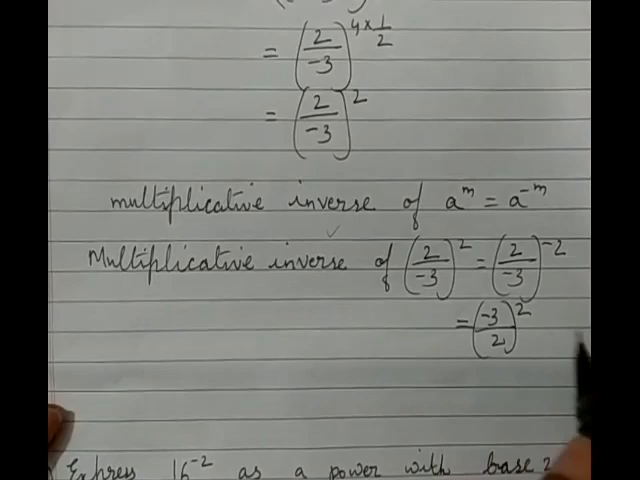 = (2/-3)^4×1/2
= (2/-3)^2
multiplicative inverse of a^m = a^-m
Multiplicative inverse of (2/-3)^2 = (2/-3)^-2
= (-3/2)^2
Express 16^-2 as a power with base 2